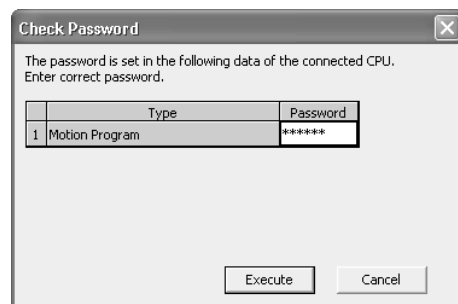 Check Password
The password is set in the following data of the connected CPU.
Enter correct password.
Type Password
1 Motion Program ******
Execute Cancel